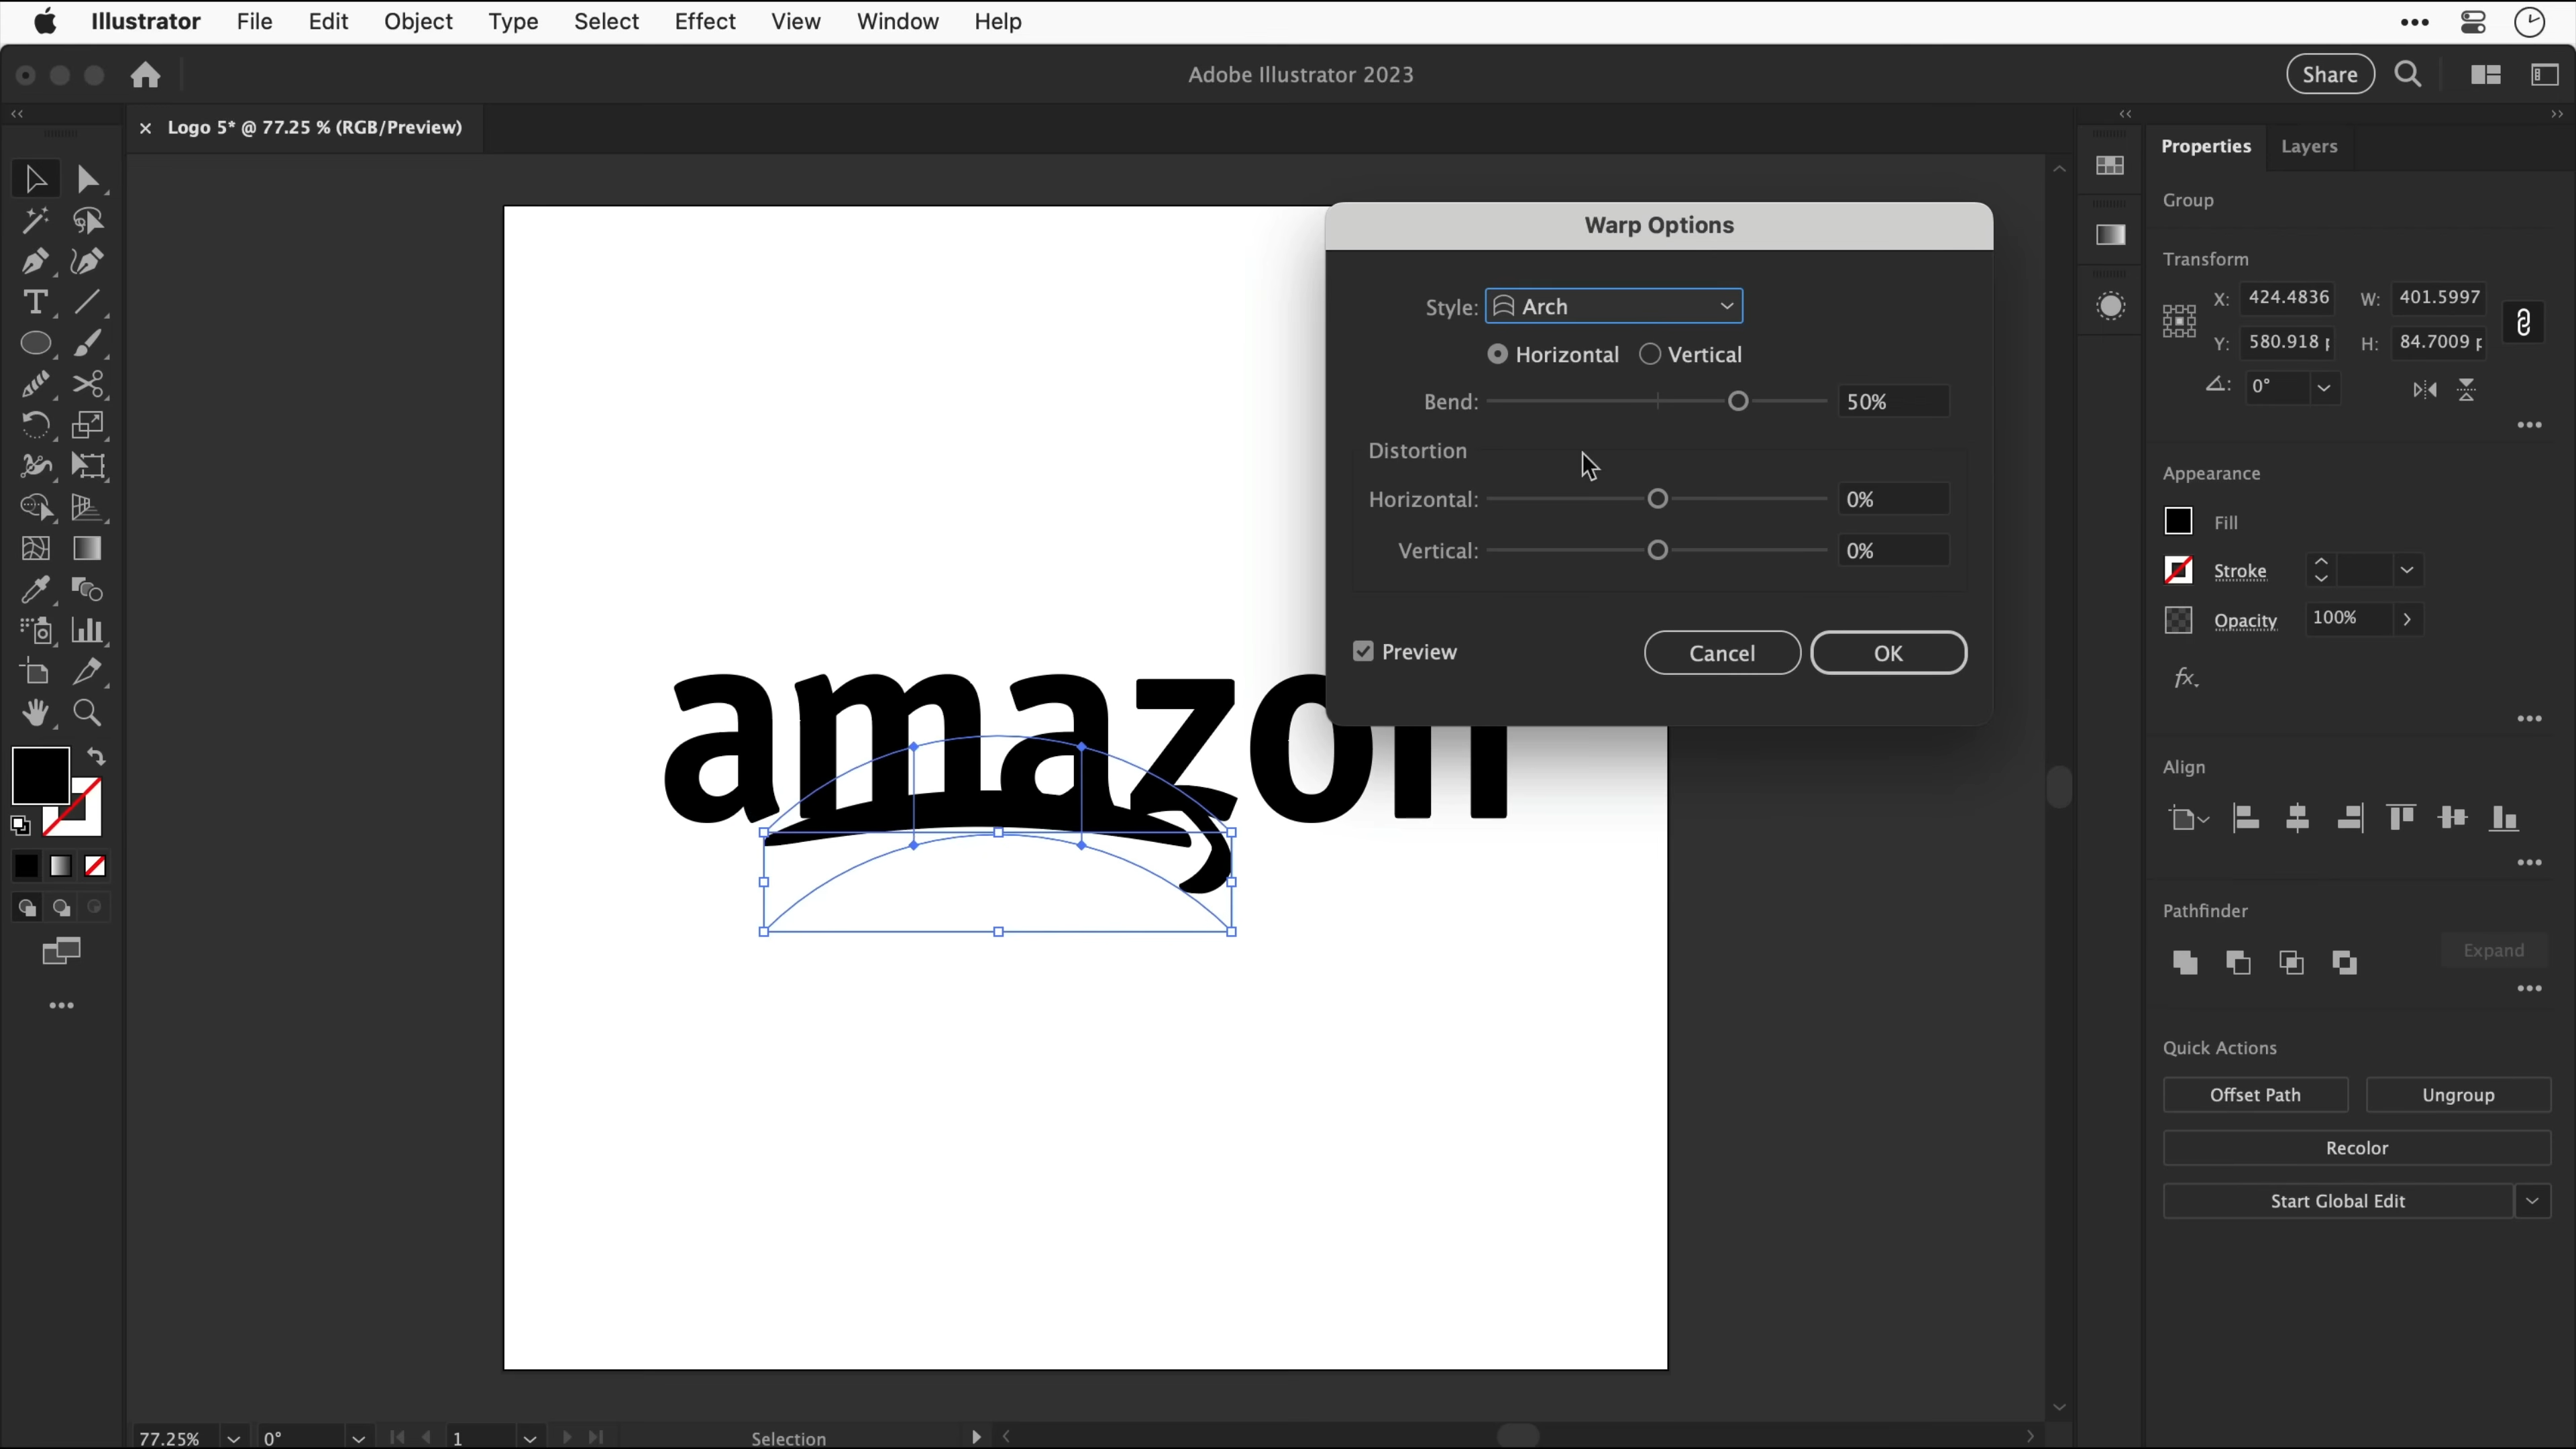 Illustrator File Edit Object Type Select Effect View Window Help
Adobe Illustrator 2023
Share
Logo 5* @ 77.25 % (RGB/Preview)
Properties Layers
Group
Transform
X: 424.4836 W: 401.5997
Y: 580.918 H: 84.7009
0°
Appearance
Fill
Stroke
Opacity 100%
fx
Align
Pathfinder
Expand
Quick Actions
Offset Path Ungroup
Recolor
Start Global Edit
Warp Options
Style: Arch
Horizontal Vertical
Bend: 50%
Distortion
Horizontal: 0%
Vertical: 0%
Preview Cancel OK
amazon
77.25% 0° 1 Selection